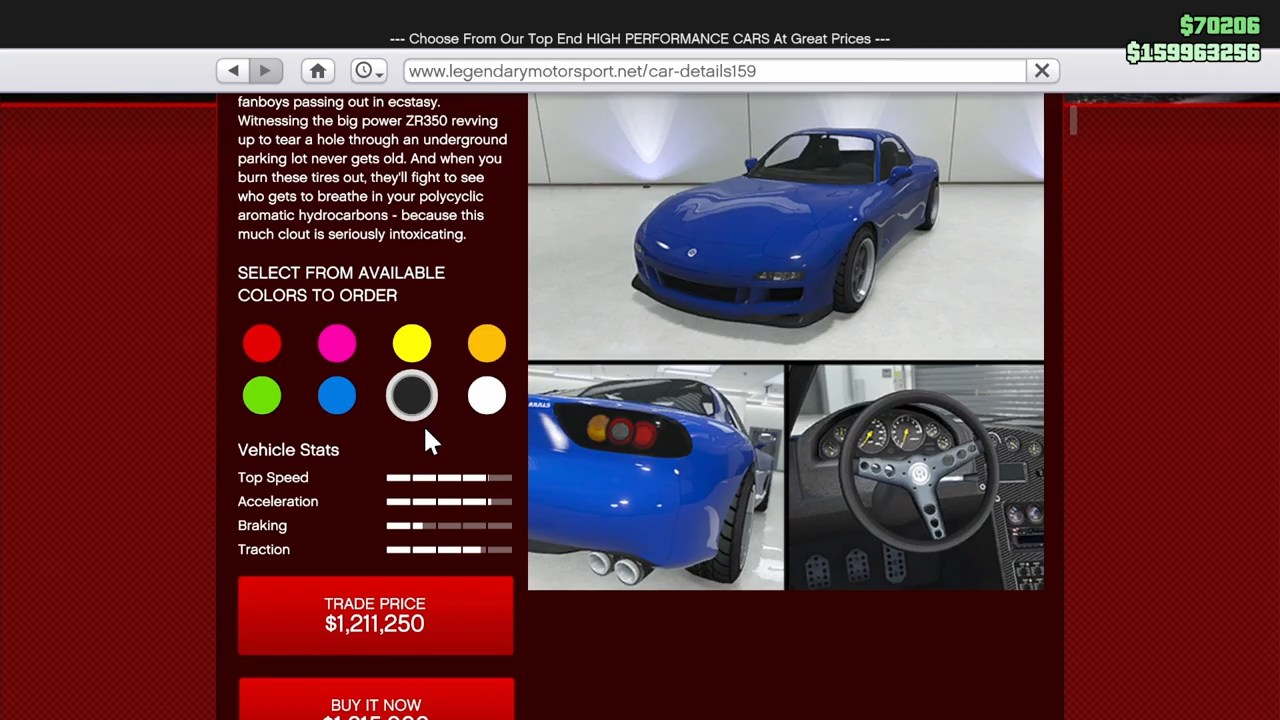 $70206
--- Choose From Our Top End HIGH PERFORMANCE CARS At Great Prices ---
$159963256
www.legendarymotorsport.net/car-details159
fanboys passing out in ecstasy.
Witnessing the big power ZR350 revving
up to tear a hole through an underground
parking lot never gets old. And when you
burn these tires out, they'll fight to see
who gets to breathe in your polycyclic
aromatic hydrocarbons - because this
much clout is seriously intoxicating.
SELECT FROM AVAILABLE
COLORS TO ORDER
Vehicle Stats
Top Speed
Acceleration
Braking
Traction
TRADE PRICE
$1,211,250
BUY IT NOW